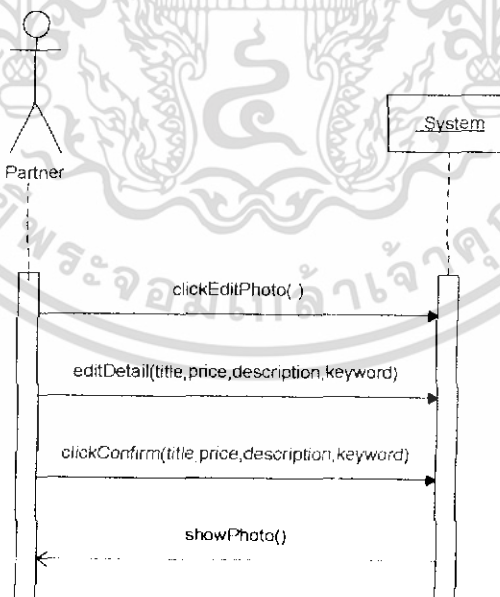 System
Partner
clickEditPhoto( )
editDetail(title,price,description,keyword)
clickConfirm(title,price,description,keyword)
showPhoto()